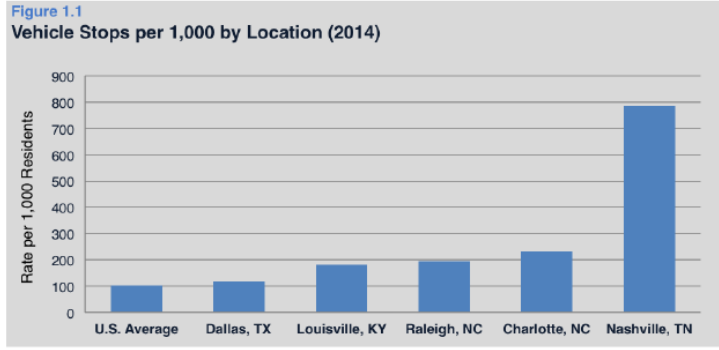 Figure 1.1
Vehicle Stops per 1,000 by Location (2014)
Rate per 1,000 Residents
900
800
700
600
500
400
300
200
100
0
U.S. Average Dallas, TX Louisville, KY Raleigh, NC Charlotte, NC Nashville, TN